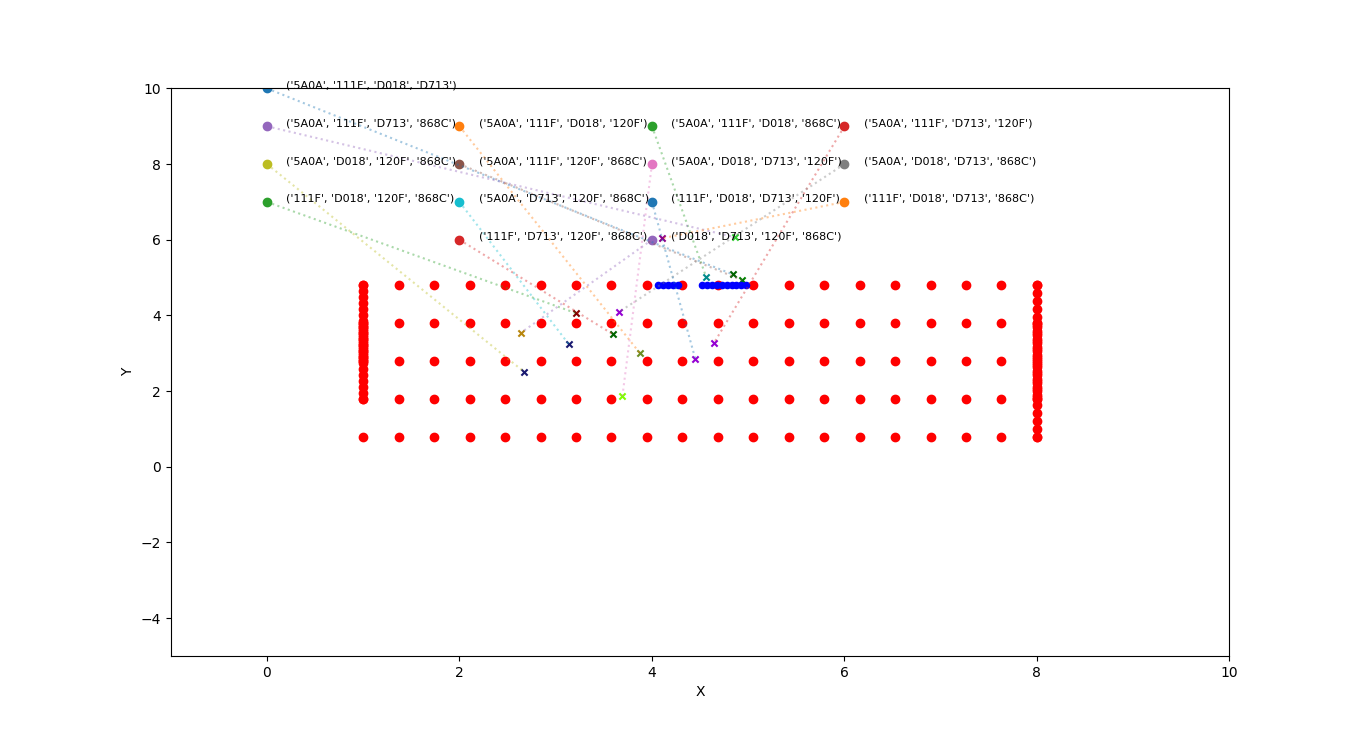 ('5A0A', '111F', 'D018', 'D713')
10
('5A0A', '111F', 'D713', '868C') ('5A0A', '111F', 'D018', '120F') ('5A0A', '111F', 'D018', '868C') ('5A0A', '111F', 'D713', '120F')
8
('5A0A', 'D018', '120F', '868C') ('5A0A', '111F', '120F', '868C') ('5A0A', 'D018', 'D713', '120F') ('5A0A', 'D018', 'D713', '868C')
('111F', 'D018', '120F', '868C') ('5A0A', 'D713', '120F', '868C') ('111F', 'D018', 'D713', '120F') ('111F', 'D018', 'D713', '868C')
6
('111F', 'D713', '120F', '868C') ('D018', 'D713', '120F', '868C')
4
Y
2
0
−2
−4
0 2 4 6 8 10
X